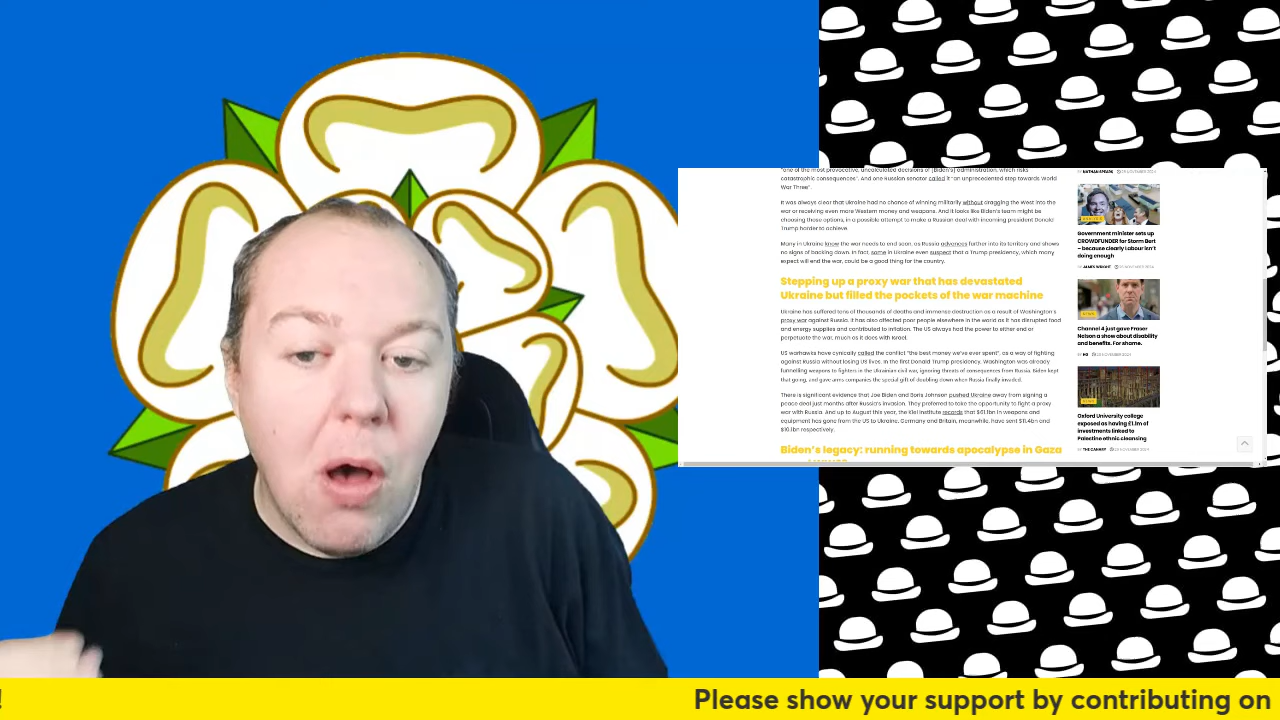 "one of the most provocative, uncalculated decisions of [Biden's] administration, which risks
catastrophic consequences". And one Russian senator called it "an unprecedented step towards World
War Three".
It was always clear that Ukraine had no chance of winning militarily without dragging the West into the
war or receiving even more Western money and weapons. And it looks like Biden's team might be
choosing those options, in a possible attempt to make a Russian deal with incoming president Donald
Trump harder to achieve.
Many in Ukraine know the war needs to end soon, as Russia advances further into its territory and shows
no signs of backing down. In fact, some in Ukraine even suspect that a Trump presidency, which many
expect will end the war, could be a good thing for the country.
Stepping up a proxy war that has devastated
Ukraine but filled the pockets of the war machine
Ukraine has suffered tens of thousands of deaths and immense destruction as a result of Washington's
proxy war against Russia. It has also affected poor people elsewhere in the world as it has disrupted food
and energy supplies and contributed to inflation. The US always had the power to either end or
perpetuate the war, much as it does with Israel.
US warhawks have cynically called the conflict "the best money we've ever spent", as a way of fighting
against Russia without losing US lives. In the first Donald Trump presidency, Washington was already
funnelling weapons to fighters in the Ukrainian civil war, ignoring threats of consequences from Russia. Biden kept
that going, and gave arms companies the special gift of doubling down when Russia finally invaded.
There is significant evidence that Joe Biden and Boris Johnson pushed Ukraine away from signing a
peace deal just months after Russia's invasion. They preferred to take the opportunity to fight a proxy
war with Russia. And up to August this year, the Kiel Institute records that $61.1bn in weapons and
equipment has gone from the US to Ukraine. Germany and Britain, meanwhile, have sent $11.4bn and
respectively.
Biden's legacy: running towards apocalypse in Gaza
BY NATHAN SPEARS
Government minister sets up
CROWDFUNDER for Storm Bert
– because clearly Labour isn't
doing enough
BY JAMES WRIGHT
NEWS
Channel 4 just gave Fraser
Nelson a show about disability
and benefits. For shame.
BY HG
NEWS
Oxford University college
exposed as having £1.1m of
investments linked to
Palestine ethnic cleansing
BY THE CANARY
! Please show your support by contributing on